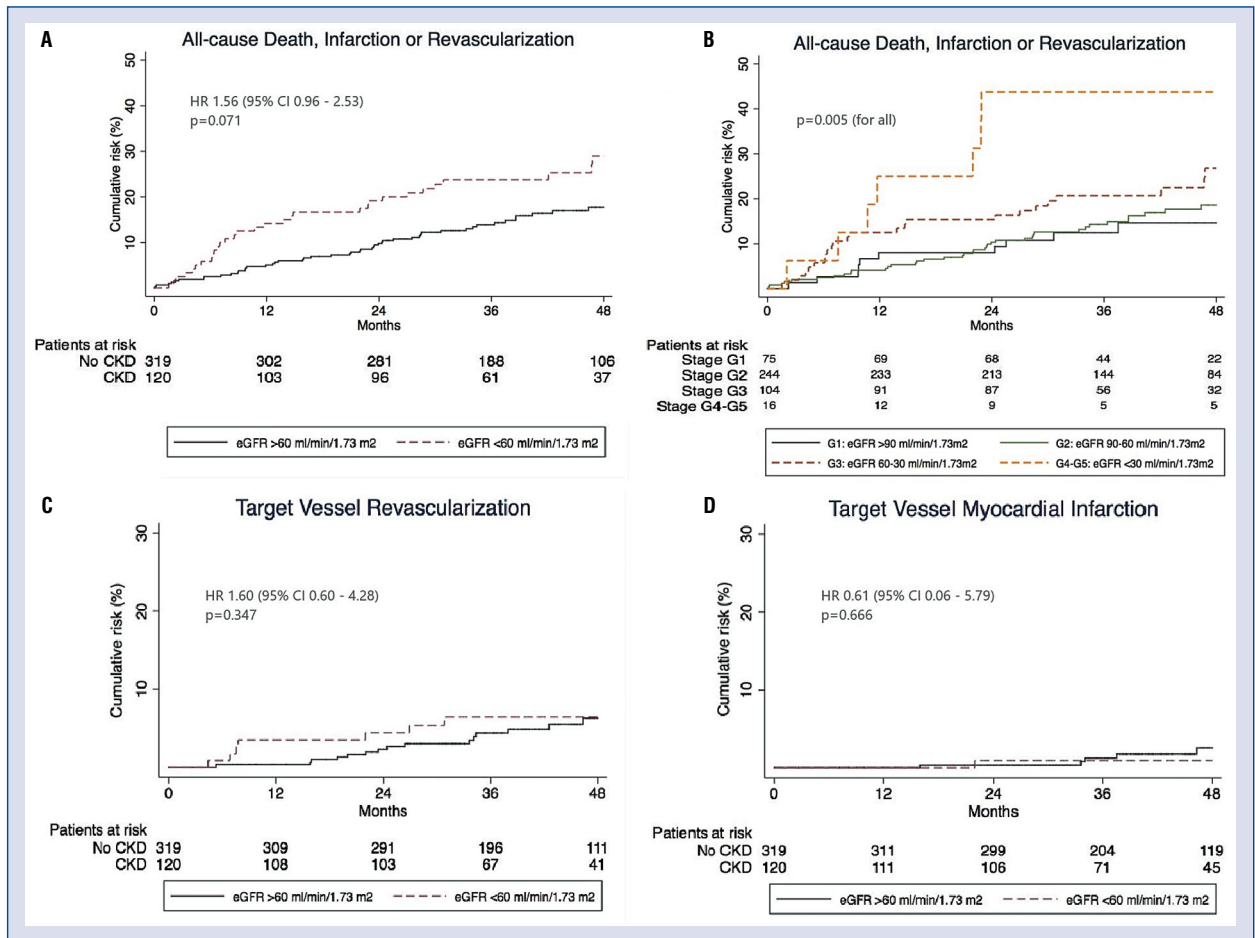 A
All-cause Death, Infarction or Revascularization
Cumulative risk (%)
50
40
30
20
10
HR 1.56 (95% CI 0.96 - 2.53)
p=0.071
0 12 24 36 48
Months
Patients at risk
No CKD 319 302 281 188 106
CKD 120 103 96 61 37
eGFR >60 ml/min/1.73 m2 eGFR <60 ml/min/1.73 m2
B
All-cause Death, Infarction or Revascularization
Cumulative risk (%)
50
40
30
20
10
p=0.005 (for all)
0 12 24 36 48
Months
Patients at risk
Stage G1 75 69 68 44 22
Stage G2 244 233 213 144 84
Stage G3 104 91 87 56 32
Stage G4-G5 16 12 9 5 5
G1: eGFR >90 ml/min/1.73m2 G2: eGFR 90-60 ml/min/1.73m2
G3: eGFR 60-30 ml/min/1.73m2 G4-G5: eGFR <30 ml/min/1.73m2
C
Target Vessel Revascularization
Cumulative risk (%)
30
20
10
HR 1.60 (95% CI 0.60 - 4.28)
p=0.347
0 12 24 36 48
Months
Patients at risk
No CKD 319 309 291 196 111
CKD 120 108 103 67 41
eGFR >60 ml/min/1.73 m2 eGFR <60 ml/min/1.73 m2
D
Target Vessel Myocardial Infarction
Cumulative risk (%)
30
20
10
HR 0.61 (95% CI 0.06 - 5.79)
p=0.666
0 12 24 36 48
Months
Patients at risk
No CKD 319 311 299 204 119
CKD 120 111 106 71 45
eGFR >60 ml/min/1.73 m2 eGFR <60 ml/min/1.73 m2